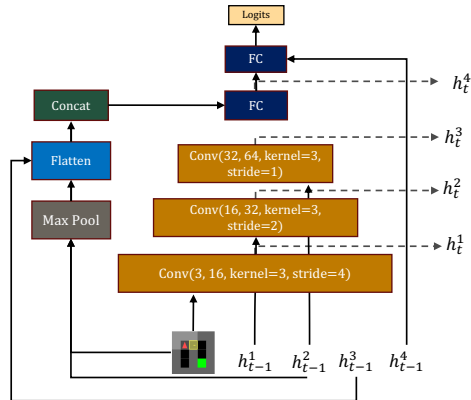 Logits
FC
h_t^4
Concat
FC
h_t^3
Conv(32, 64, kernel=3,
stride=1)
Flatten
h_t^2
Max Pool
Conv(16, 32, kernel=3,
stride=2)
h_t^1
Conv(3, 16, kernel=3, stride=4)
h_{t-1}^1 h_{t-1}^2 h_{t-1}^3 h_{t-1}^4